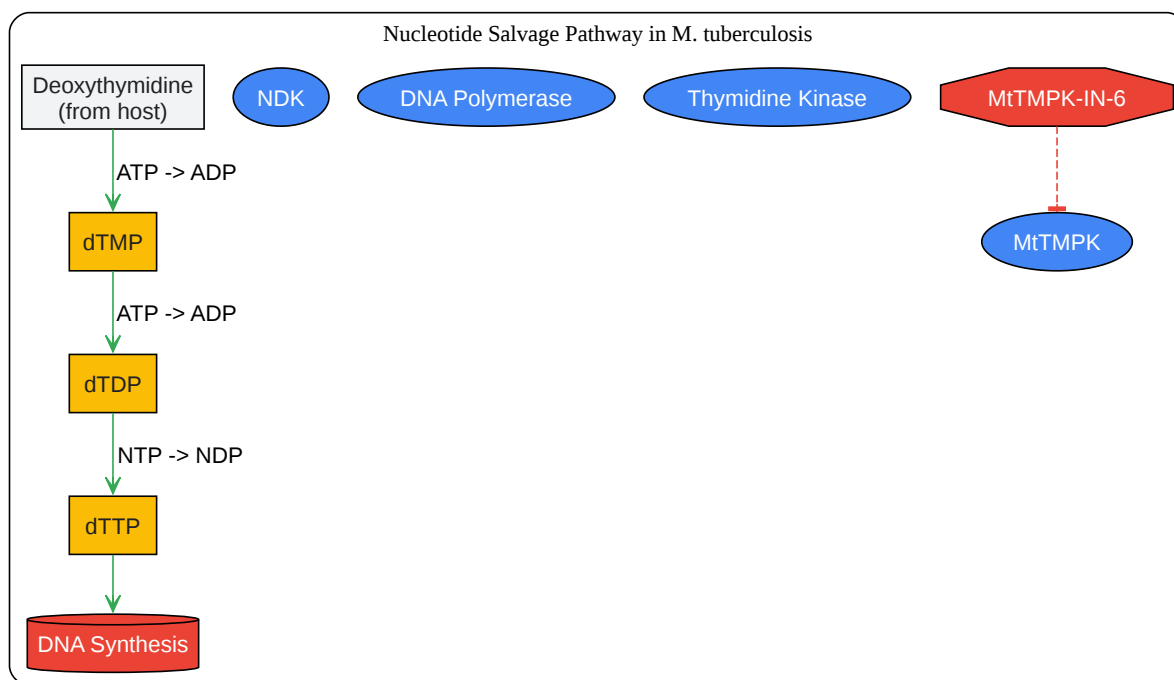 Nucleotide Salvage Pathway in M. tuberculosis
Deoxythymidine
(from host)
NDK
DNA Polymerase
Thymidine Kinase
MtTMPK-IN-6
ATP -> ADP
dTMP
MtTMPK
ATP -> ADP
dTDP
NTP -> NDP
dTTP
DNA Synthesis